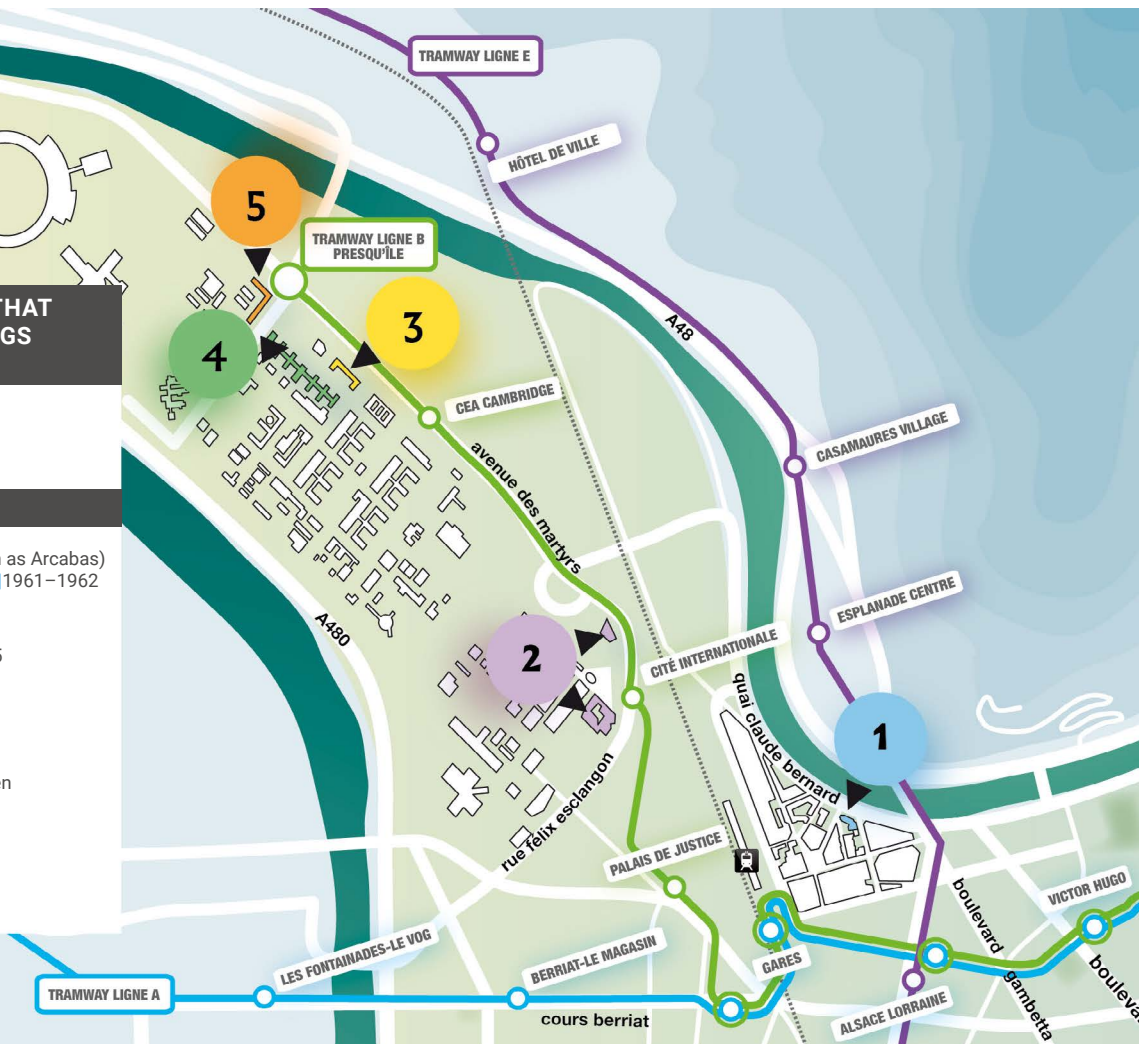 TRAMWAY LIGNE E
HÔTEL DE VILLE
5
TRAMWAY LIGNE B
PRESQU'ÎLE
THAT
GS
3
4
A48
CEA CAMBRIDGE
CASAMAURES VILLAGE
avenue des martyrs
as Arcabas)
1961–1962
A480
ESPLANADE CENTRE
2
CITÉ INTERNATIONALE
quai claude bernard
1
en
rue félix esclangon
PALAIS DE JUSTICE
VICTOR HUGO
boulevard gambetta
LES FONTAINADES-LE VOG
BERRIAT-LE MAGASIN
GARES
TRAMWAY LIGNE A
cours berriat
ALSACE LORRAINE